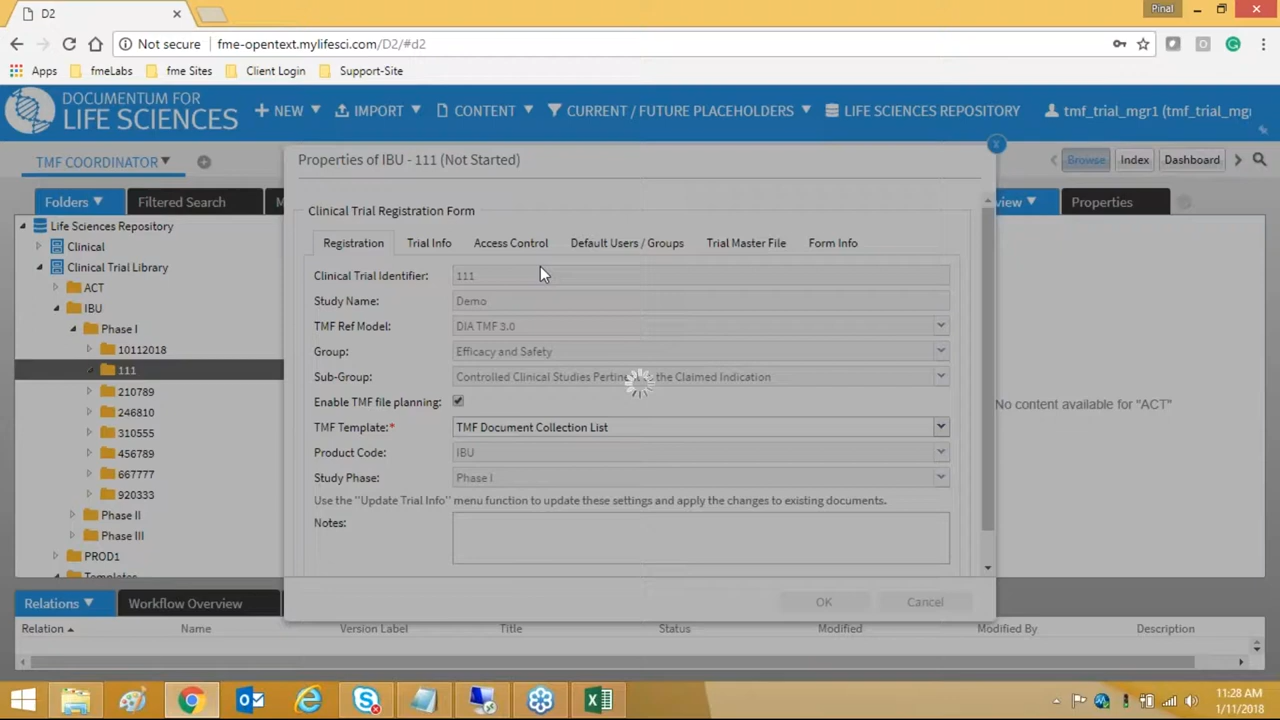 D2
Pinal
Not secure fme-opentext.mylifesci.com/D2/#d2
Apps fmeLabs fme Sites Client Login Support-Site
DOCUMENTUM FOR
LIFE SCIENCES
NEW IMPORT CONTENT CURRENT / FUTURE PLACEHOLDERS LIFE SCIENCES REPOSITORY tmf_trial_mgr1 (tmf_trial_mgr
TMF COORDINATOR
Browse Index Dashboard
Properties of IBU - 111 (Not Started)
Folders Filtered Search M
view Properties
Life Sciences Repository
Clinical
Clinical Trial Library
ACT
IBU
Phase I
10112018
111
210789
246810
310555
456789
667777
920333
Phase II
Phase III
PROD1
Templates
Clinical Trial Registration Form
Registration Trial Info Access Control Default Users / Groups Trial Master File Form Info
Clinical Trial Identifier: 111
Study Name: Demo
TMF Ref Model: DIA TMF 3.0
Group: Efficacy and Safety
Sub-Group: Controlled Clinical Studies Pertinent the Claimed Indication
Enable TMF file planning:
TMF Template:* TMF Document Collection List
Product Code: IBU
Study Phase: Phase I
Use the "Update Trial Info" menu function to update these settings and apply the changes to existing documents.
Notes:
OK Cancel
No content available for "ACT"
Relations Workflow Overview
Relation Name Version Label Title Status Modified Modified By Description
11:28 AM
1/11/2018